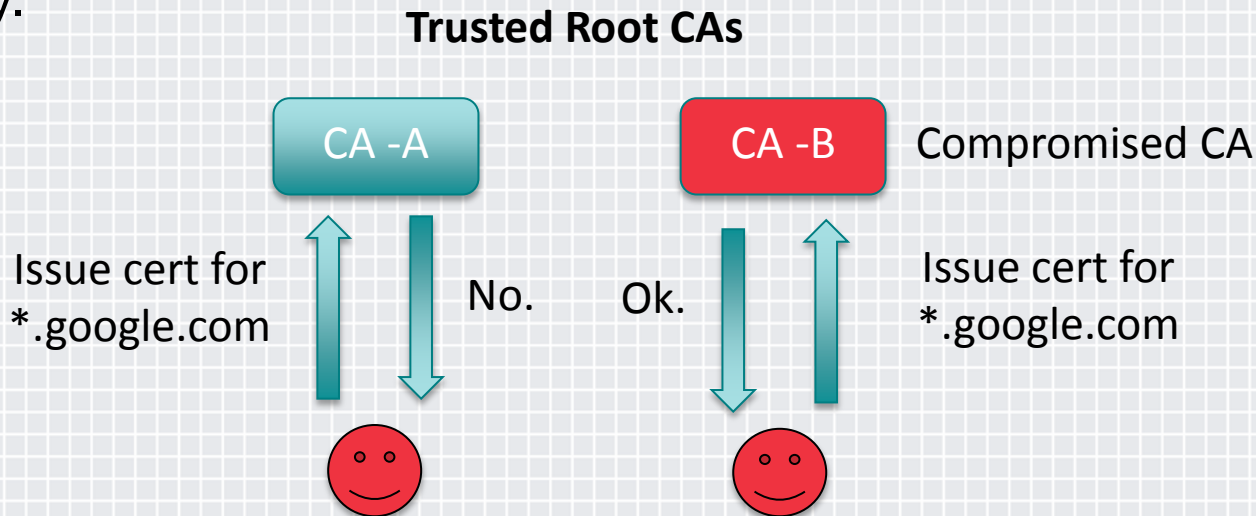 y.
Trusted Root CAs
CA -A
CA -B
Compromised CA
Issue cert for
*.google.com
No.
Ok.
Issue cert for
*.google.com